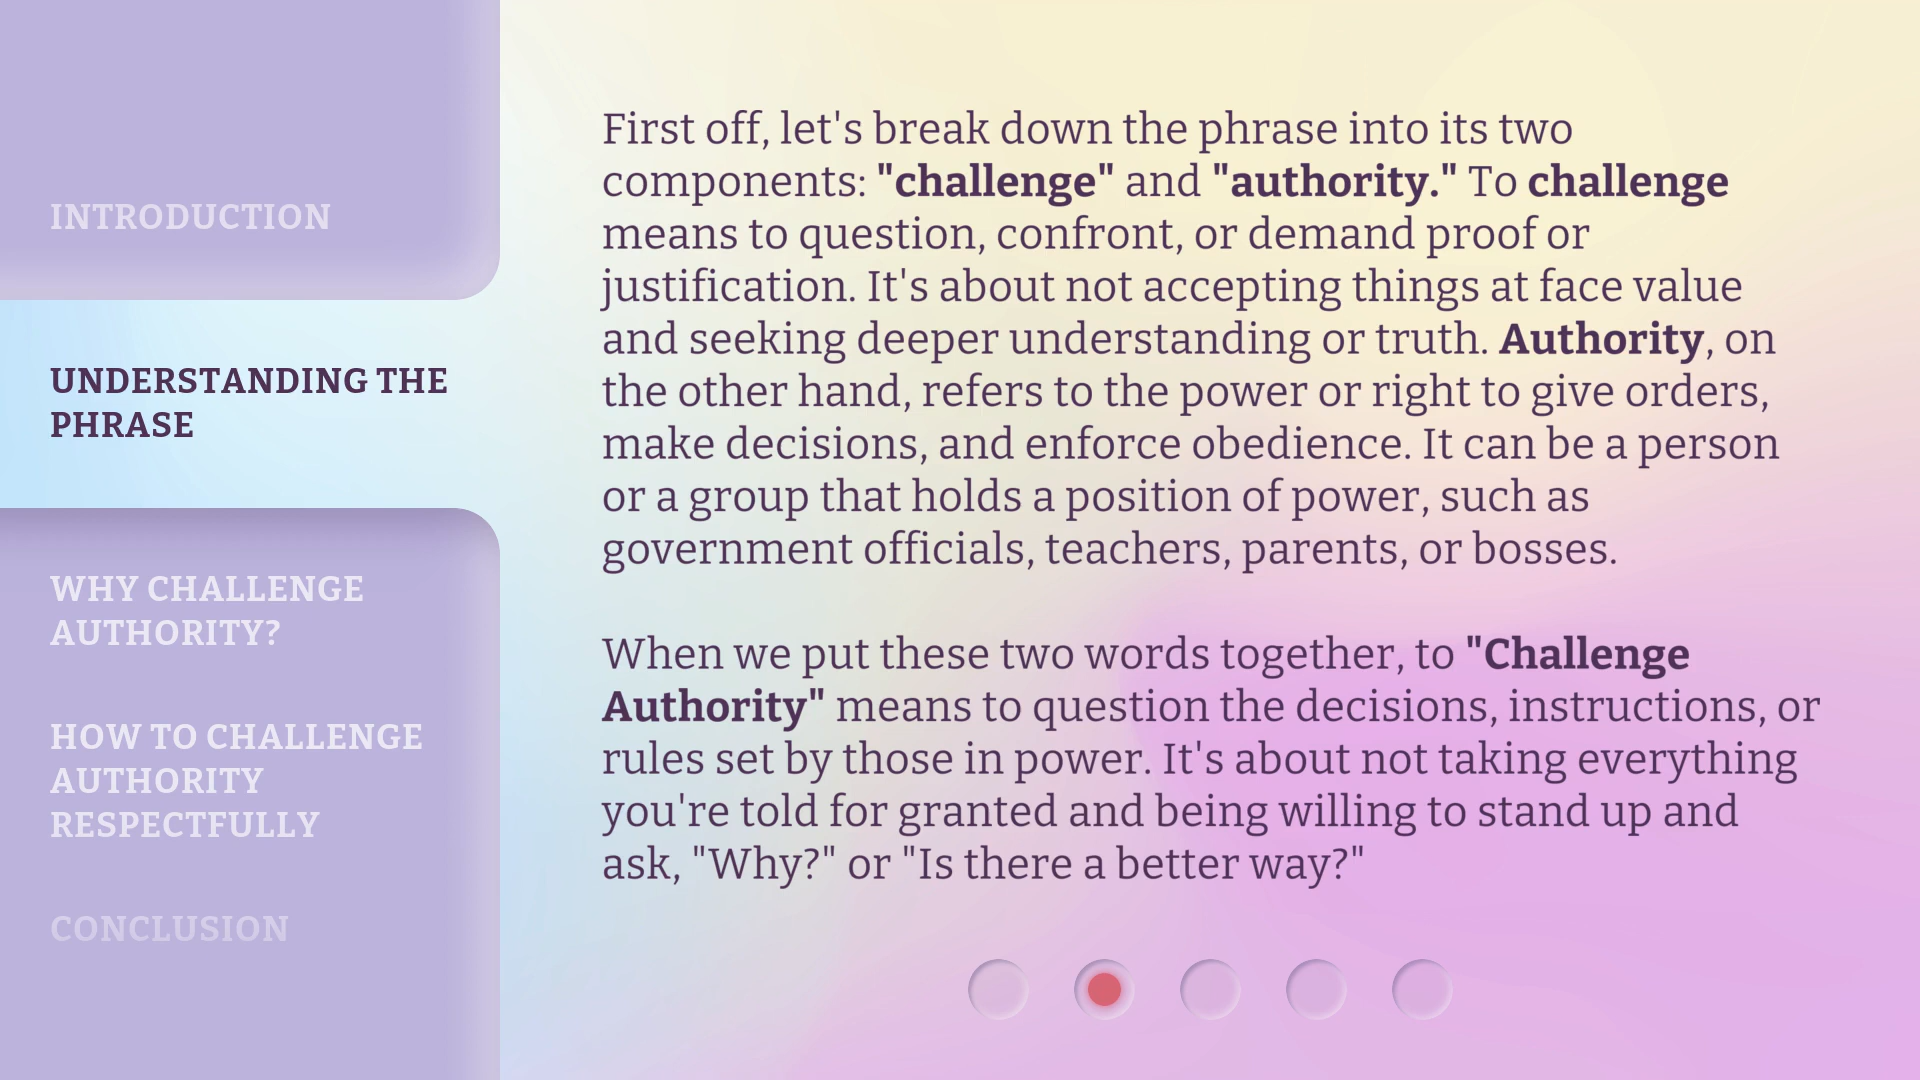 INTRODUCTION
UNDERSTANDING THE
PHRASE
WHY CHALLENGE
AUTHORITY?
HOW TO CHALLENGE
AUTHORITY
RESPECTFULLY
CONCLUSION
First off, let's break down the phrase into its two
components: "challenge" and "authority." To challenge
means to question, confront, or demand proof or
justification. It's about not accepting things at face value
and seeking deeper understanding or truth. Authority, on
the other hand, refers to the power or right to give orders,
make decisions, and enforce obedience. It can be a person
or a group that holds a position of power, such as
government officials, teachers, parents, or bosses.
When we put these two words together, to "Challenge
Authority" means to question the decisions, instructions, or
rules set by those in power. It's about not taking everything
you're told for granted and being willing to stand up and
ask, "Why?" or "Is there a better way?"